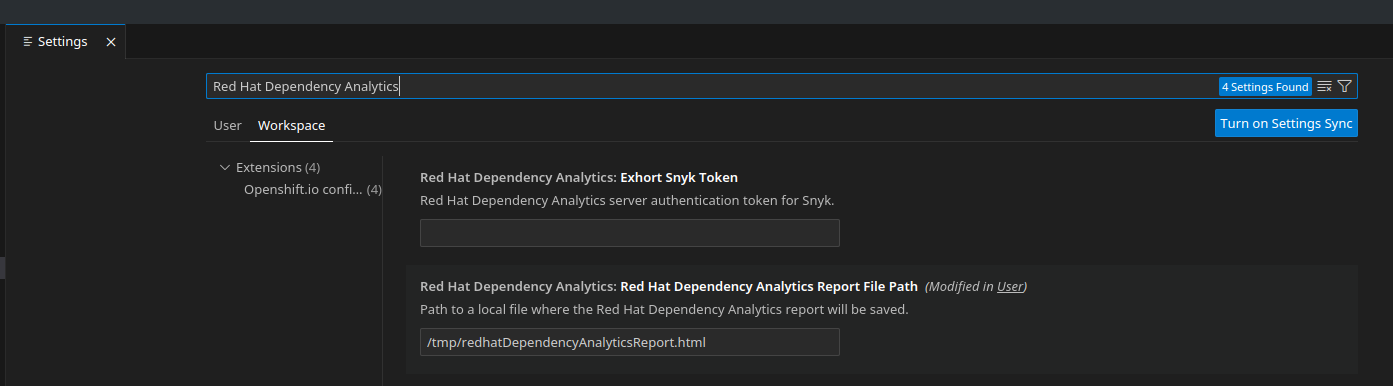 Settings
Red Hat Dependency Analytics
4 Settings Found
User Workspace
Turn on Settings Sync
Extensions (4)
Openshift.io confi... (4)
Red Hat Dependency Analytics: Exhort Snyk Token
Red Hat Dependency Analytics server authentication token for Snyk.
Red Hat Dependency Analytics: Red Hat Dependency Analytics Report File Path (Modified in User)
Path to a local file where the Red Hat Dependency Analytics report will be saved.
/tmp/redhatDependencyAnalyticsReport.html